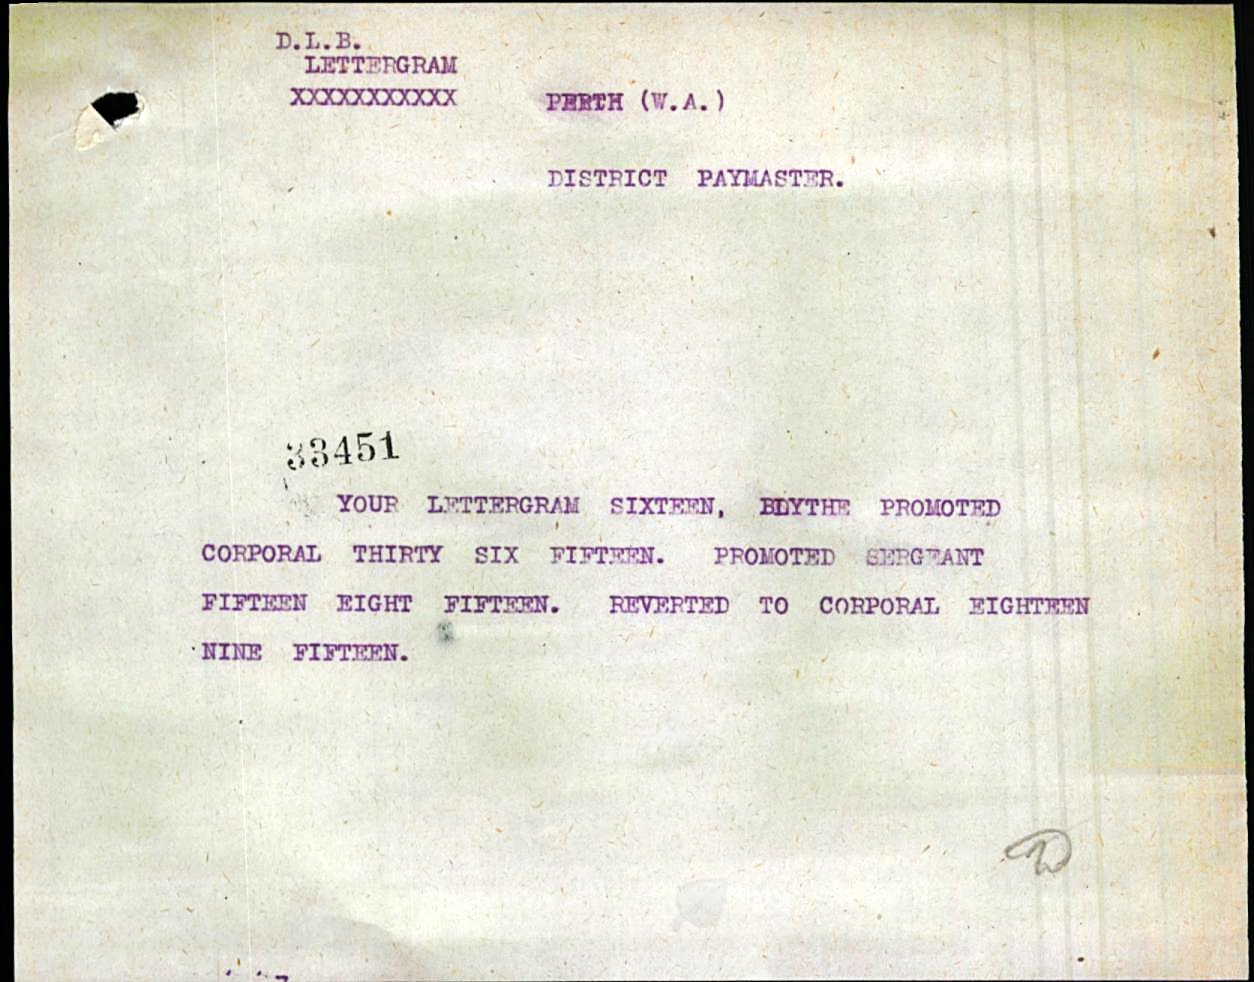 D.L.B.
LETTERGRAM
XXXXXXXXXXX
PERTH (W.A.)
DISTRICT PAYMASTER.
33451
YOUR LETTERGRAM SIXTEEN, BLYTHE PROMOTED
CORPORAL THIRTY SIX FIFTEEN. PROMOTED SERGEANT
FIFTEEN EIGHT FIFTEEN. REVERTED TO CORPORAL EIGHTEEN
NINE FIFTEEN.